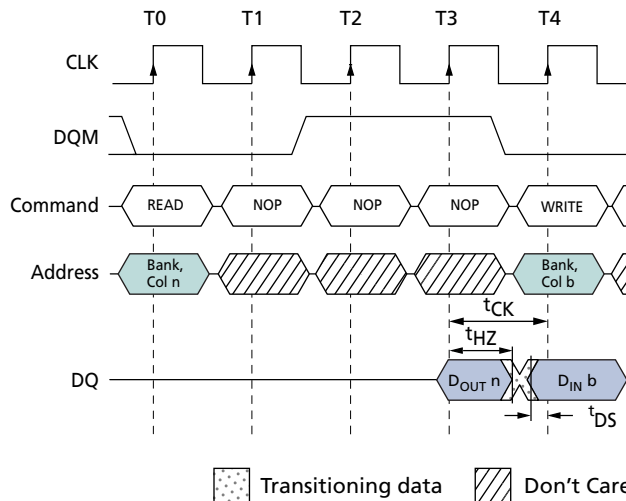 T0 T1 T2 T3 T4
CLK
DQM
Command READ NOP NOP NOP WRITE
Address Bank, Col n Bank, Col b
tCK
tHZ
DQ DOUT n DIN b
tDS
Transitioning data Don't Care